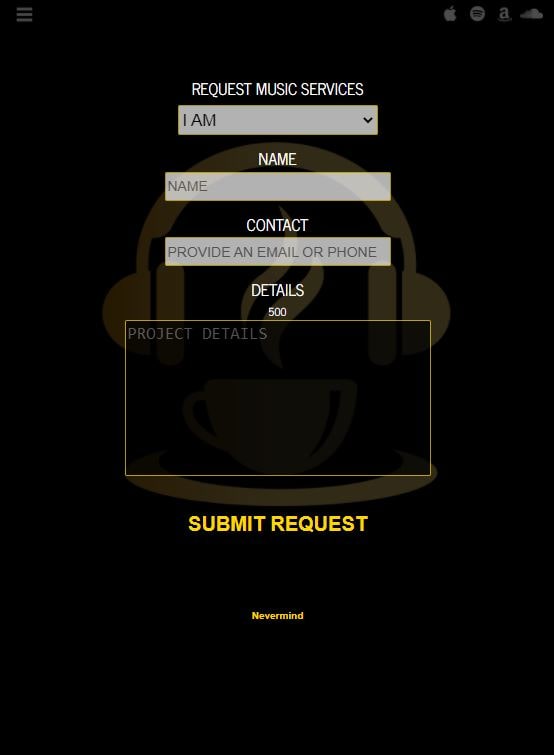 REQUEST MUSIC SERVICES
I AM
NAME
NAME
CONTACT
PROVIDE AN EMAIL OR PHONE
DETAILS
500
PROJECT DETAILS
SUBMIT REQUEST
Nevermind